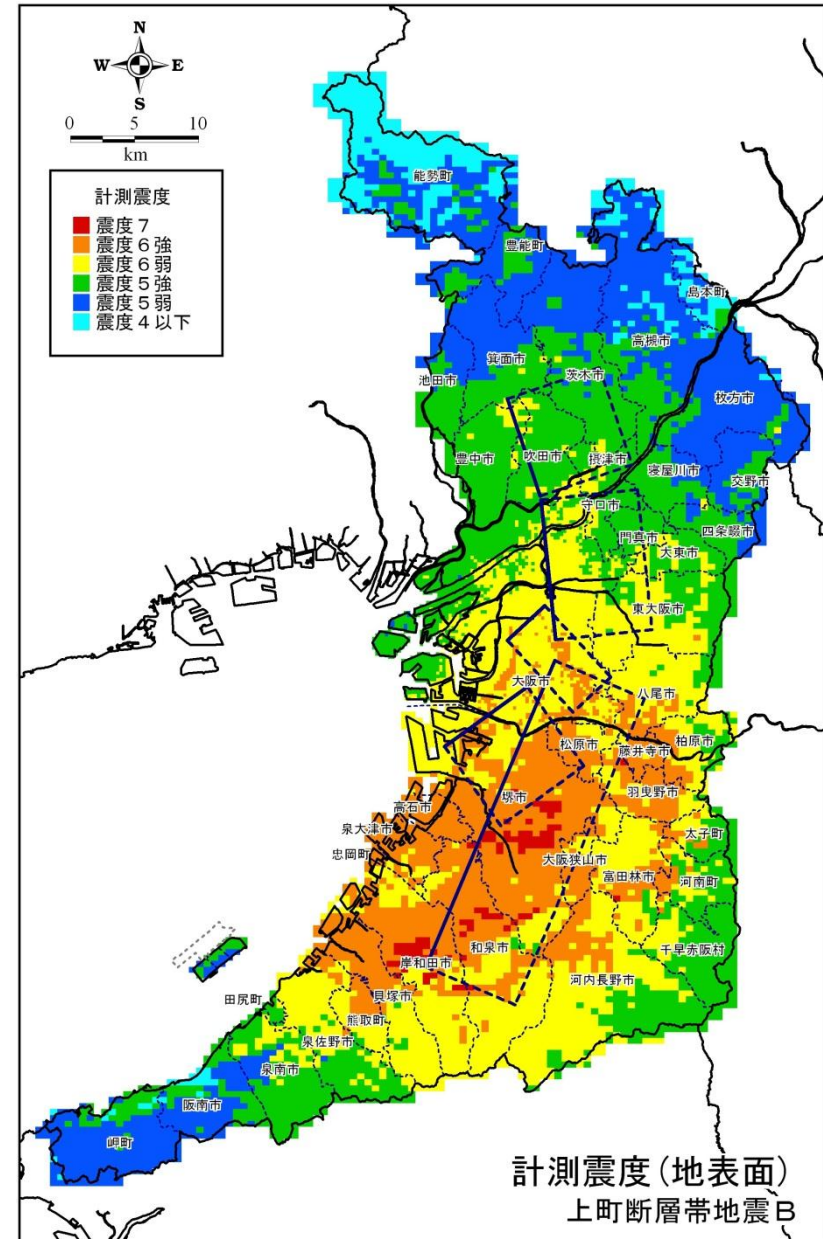 N
W E
S
0 5 10
km
計測震度
震度7
震度6強
震度6弱
震度5強
震度5弱
震度4以下
能勢町
豊能町
島本町
高槻市
箕面市
茨木市
池田市
枚方市
豊中市
吹田市
摂津市
寝屋川市
交野市
守口市
四条畷市
門真市
大東市
東大阪市
大阪市
八尾市
松原市
柏原市
藤井寺市
羽曳野市
堺市
高石市
泉大津市
太子町
忠岡町
大阪狭山市
富田林市
河南町
和泉市
千早赤阪村
岸和田市
河内長野市
貝塚市
田尻町
熊取町
泉佐野市
泉南市
阪南市
岬町
計測震度(地表面)
上町断層帯地震B